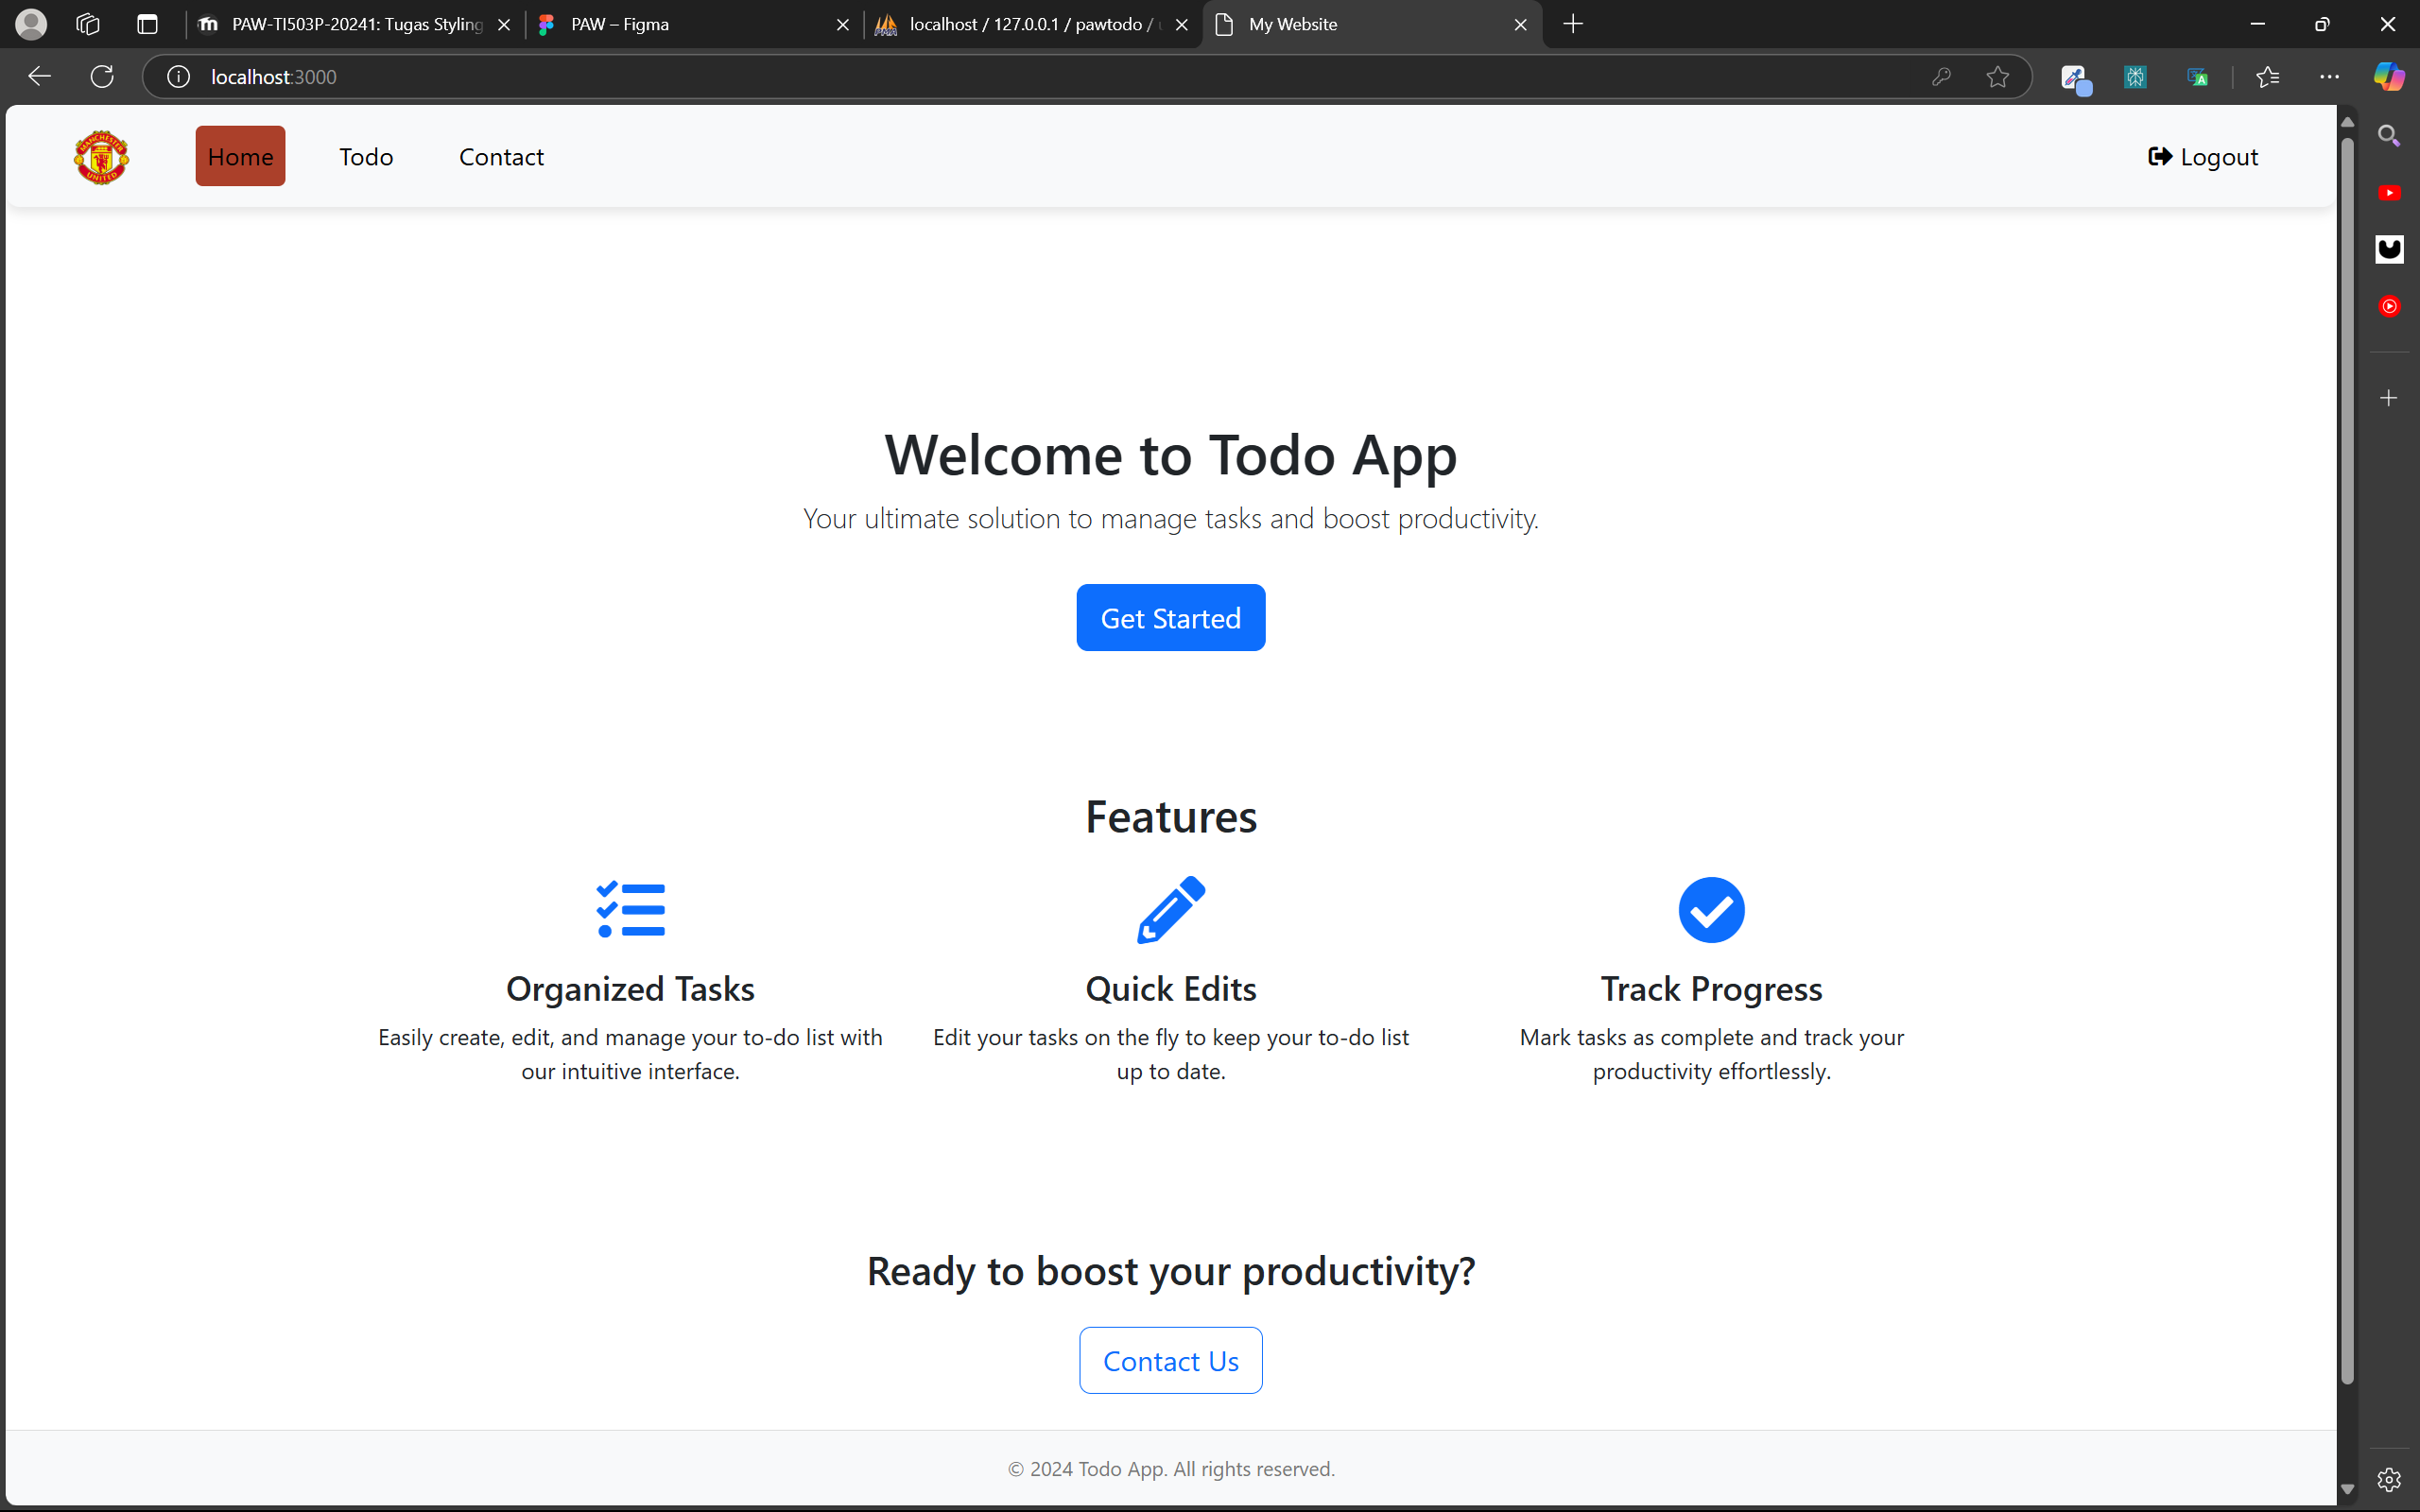 PAW-TI503P-20241: Tugas Styling
PAW – Figma
localhost / 127.0.0.1 / pawtodo /
My Website
localhost:3000
MANCHESTER
UNITED
Home
Todo
Contact
Logout
Welcome to Todo App
Your ultimate solution to manage tasks and boost productivity.
Get Started
Features
Organized Tasks
Easily create, edit, and manage your to-do list with
our intuitive interface.
Quick Edits
Edit your tasks on the fly to keep your to-do list
up to date.
Track Progress
Mark tasks as complete and track your
productivity effortlessly.
Ready to boost your productivity?
Contact Us
© 2024 Todo App. All rights reserved.